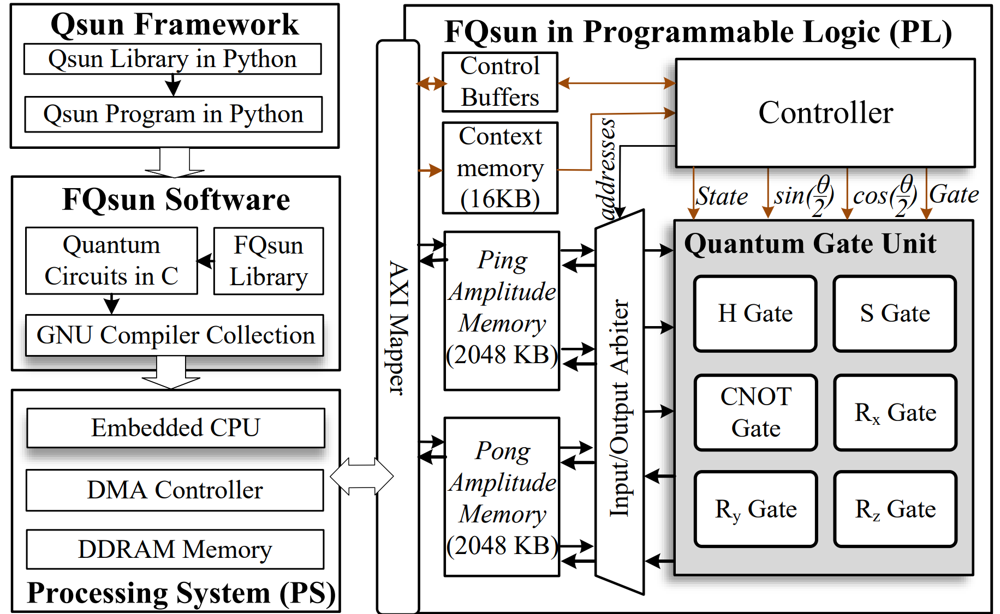 Qsun Framework
Qsun Library in Python
Qsun Program in Python
FQsun Software
Quantum
Circuits in C
FQsun
Library
GNU Compiler Collection
Embedded CPU
DMA Controller
DDRAM Memory
Processing System (PS)
AXI Mapper
FQsun in Programmable Logic (PL)
Control
Buffers
Context
memory
(16KB)
Ping
Amplitude
Memory
(2048 KB)
Pong
Amplitude
Memory
(2048 KB)
addresses
Input/Output Arbiter
Controller
State
sin(θ/2)
cos(θ/2)
Gate
Quantum Gate Unit
H Gate
S Gate
CNOT
Gate
Rx Gate
Ry Gate
Rz Gate